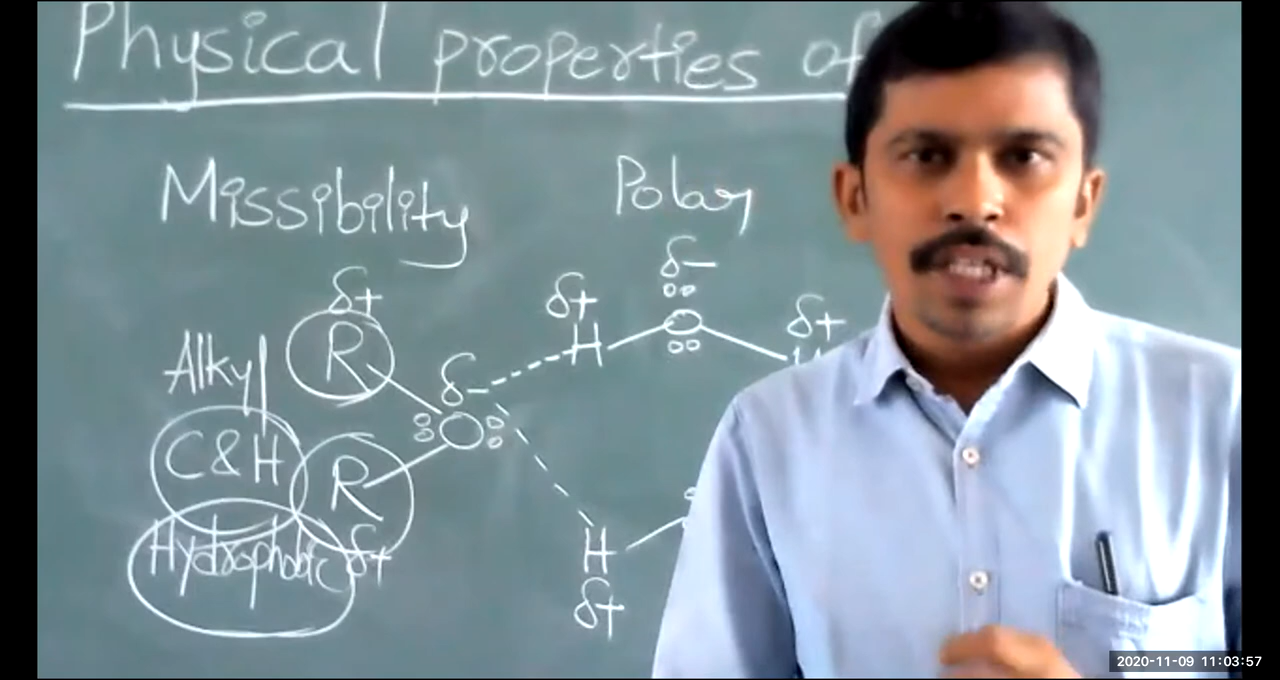 Physical properties of
Missibility
Polar
δ+
δ-
δ+
H
O
δ+
Alkyl
R
δ-
C&H
O
R
Hydrophobic
δ+
H
δ+
2020-11-09 11:03:57